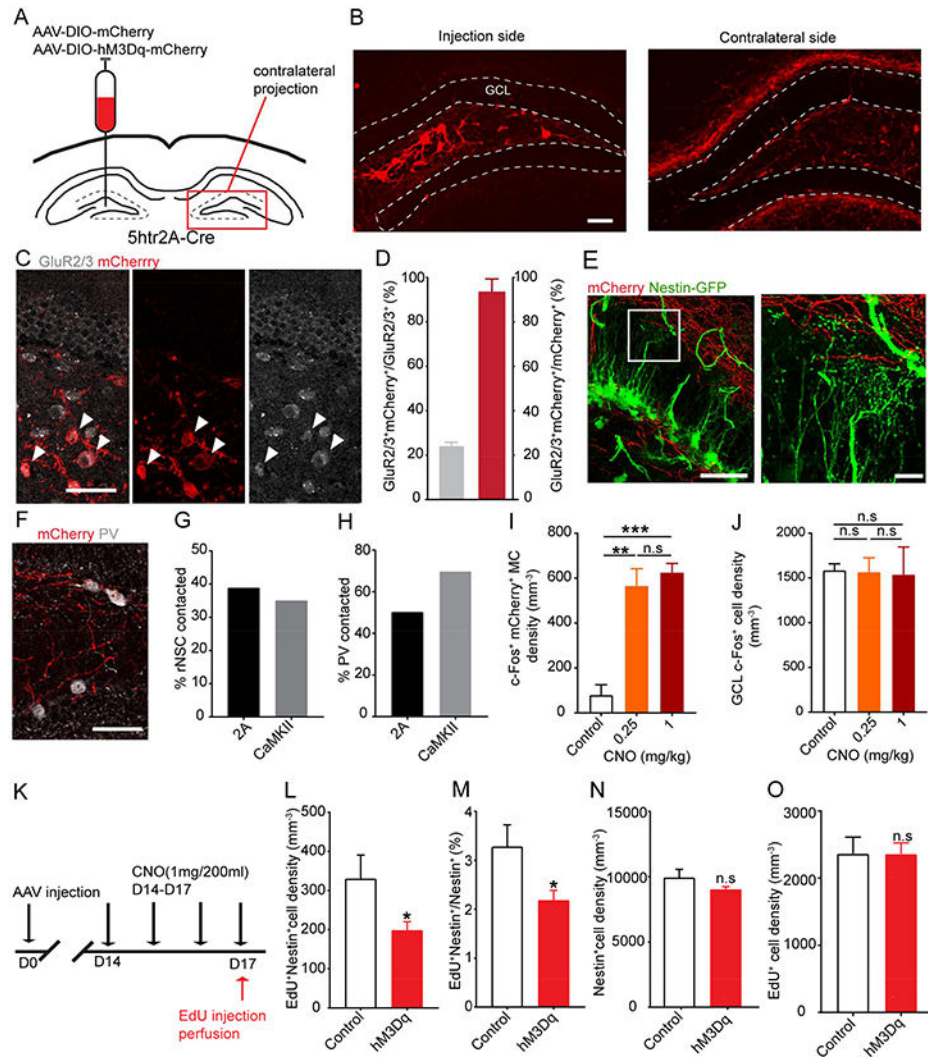 A
AAV-DIO-mCherry
AAV-DIO-hM3Dq-mCherry
contralateral
projection
5htr2A-Cre
B
Injection side
Contralateral side
GCL
C
GluR2/3 mCherrry
D
GluR2/3⁺mCherry⁺/GluR2/3⁺ (%)
100
80
60
40
20
0
100
80
60
40
20
0
GluR2/3⁺mCherry⁺/mCherry⁺ (%)
E
mCherry Nestin-GFP
F
mCherry PV
G
% rNSC contacted
50
40
30
20
10
0
2A
CaMKII
H
% PV contacted
80
60
40
20
0
2A
CaMKII
I
c-Fos⁺ mCherry⁺ MC
density (mm⁻³)
800
600
400
200
0
***
**
n.s
Control
0.25
1
CNO (mg/kg)
J
GCL c-Fos⁺ cell density
(mm⁻³)
2000
1500
1000
500
0
n.s
n.s
n.s
Control
0.25
1
CNO (mg/kg)
K
AAV injection
CNO(1mg/200ml)
D14-D17
D0
D14
D17
EdU injection
perfusion
L
EdU⁺Nestin⁺cell density (mm⁻³)
500
400
300
200
100
0
*
Control
hM3Dq
M
EdU⁺Nestin⁺/Nestin⁺ (%)
4
3
2
1
0
*
Control
hM3Dq
N
Nestin⁺cell density (mm⁻³)
15000
10000
5000
0
n.s
Control
hM3Dq
O
EdU⁺ cell density (mm⁻³)
3000
2000
1000
0
n.s
Control
hM3Dq